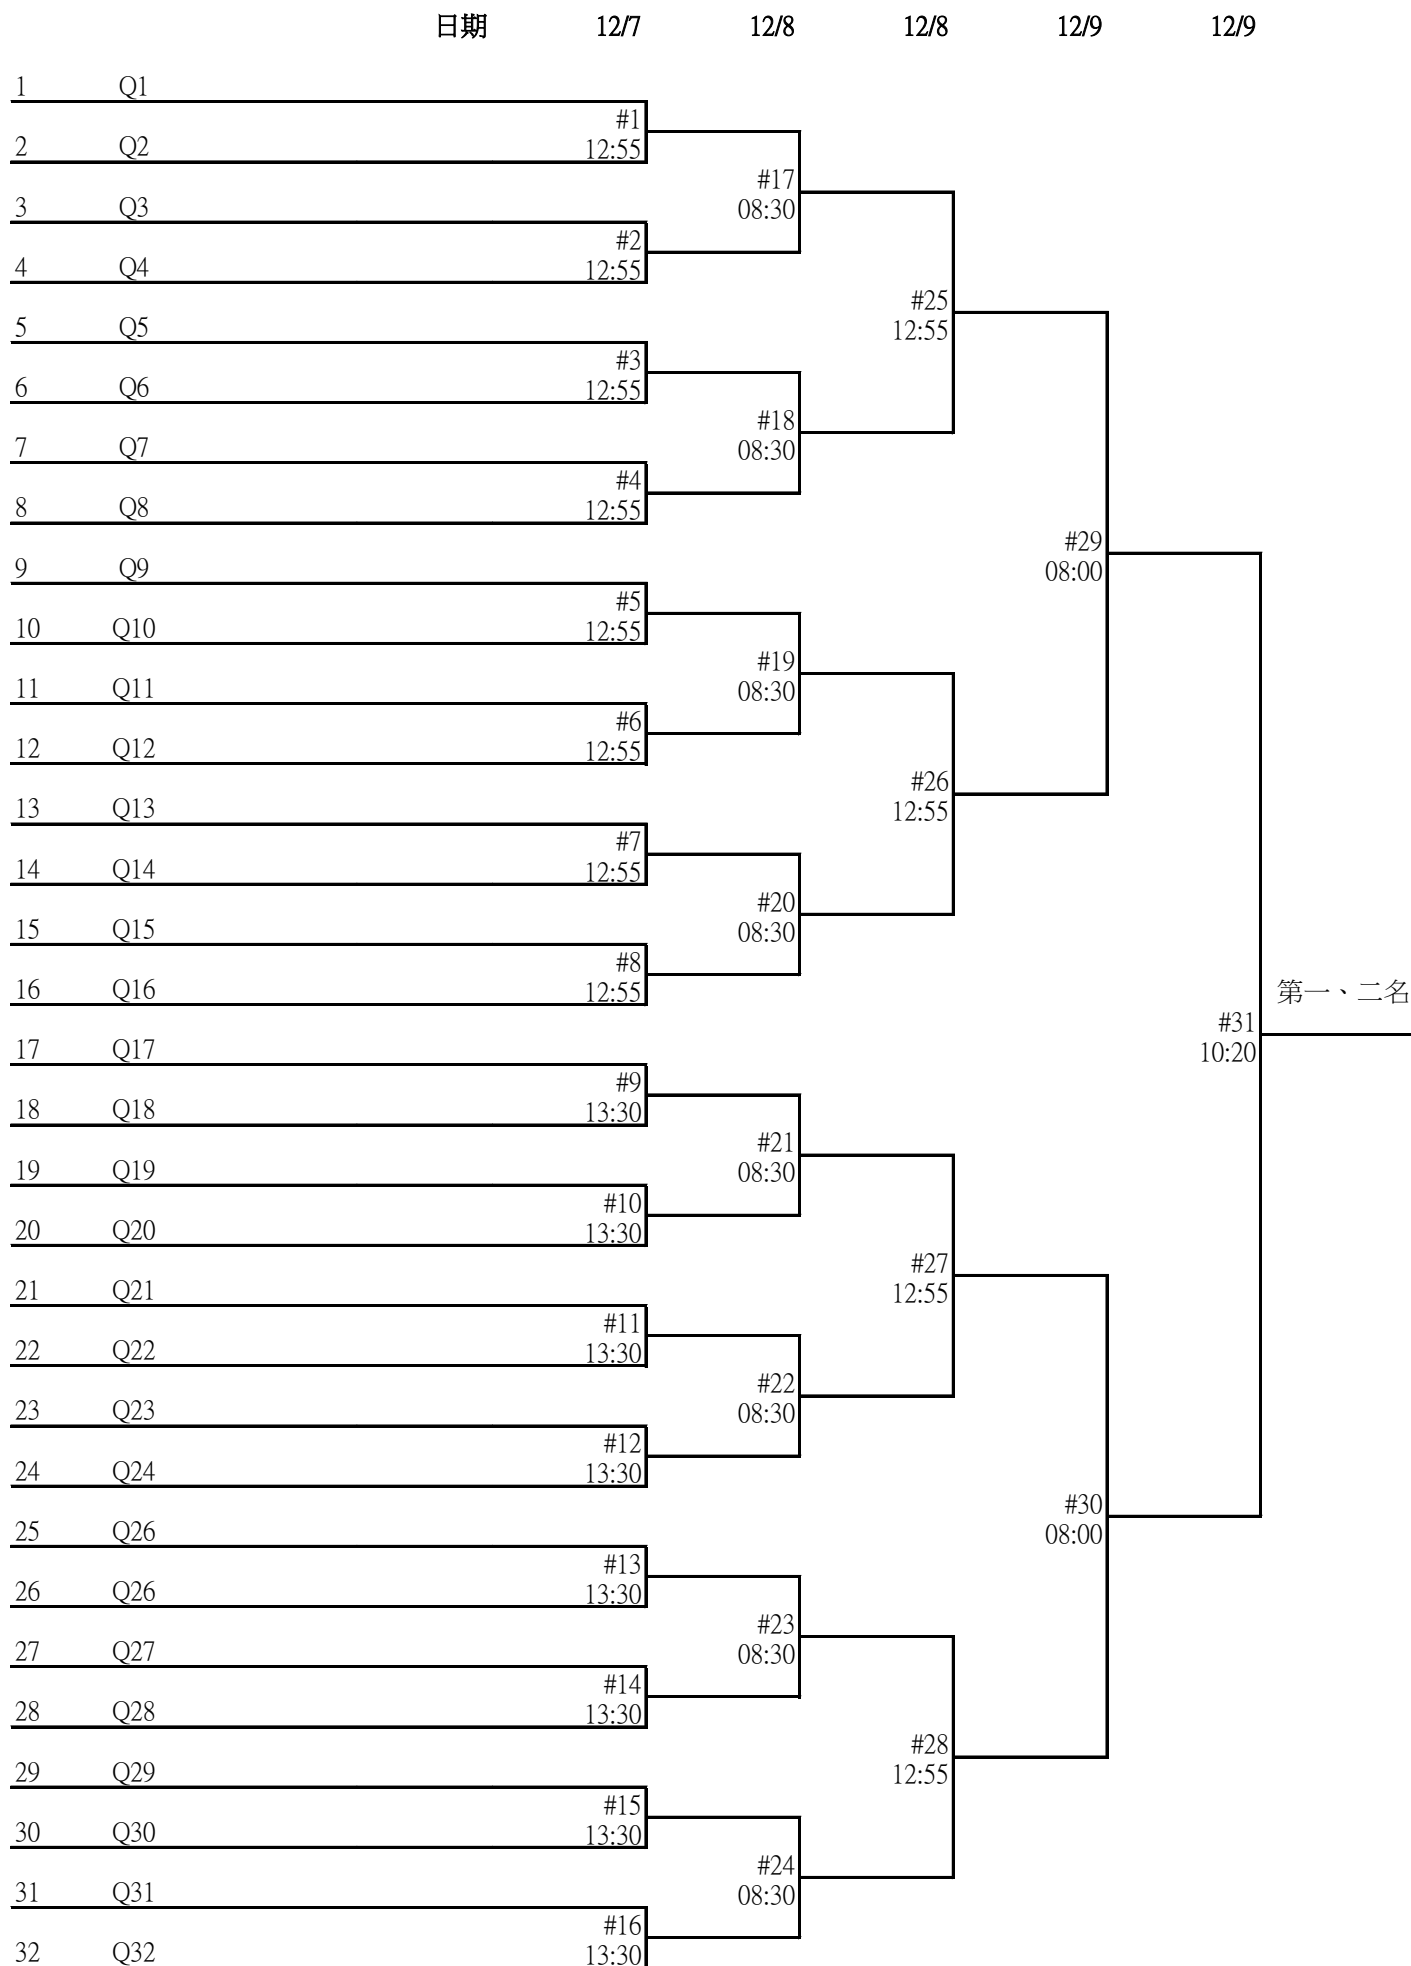 日期 12/7 12/8 12/8 12/9 12/9
1 Q1
#1
2 Q2 12:55
#17
3 Q3 08:30
#2
4 Q4 12:55
#25
5 Q5 12:55
#3
6 Q6 12:55
#18
7 Q7 08:30
#4
8 Q8 12:55
#29
9 Q9 08:00
#5
10 Q10 12:55
#19
11 Q11 08:30
#6
12 Q12 12:55
#26
13 Q13 12:55
#7
14 Q14 12:55
#20
15 Q15 08:30
#8
16 Q16 12:55 第一、二名
#31
17 Q17 10:20
#9
18 Q18 13:30
#21
19 Q19 08:30
#10
20 Q20 13:30
#27
21 Q21 12:55
#11
22 Q22 13:30
#22
23 Q23 08:30
#12
24 Q24 13:30
#30
25 Q26 08:00
#13
26 Q26 13:30
#23
27 Q27 08:30
#14
28 Q28 13:30
#28
29 Q29 12:55
#15
30 Q30 13:30
#24
31 Q31 08:30
#16
32 Q32 13:30